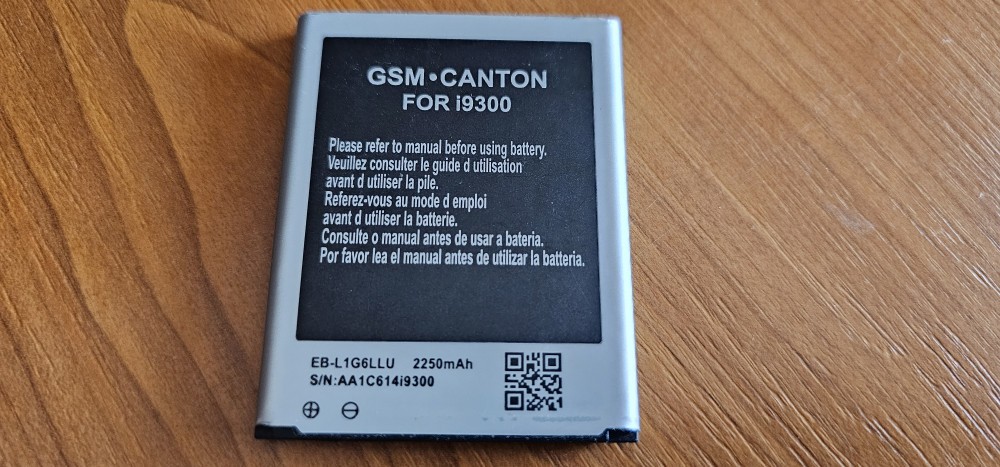 GSM•CANTON
FOR i9300
Please refer to manual before using battery.
Veuillez consulter le guide d utilisation
avant d utiliser la pile.
Referez-vous au mode d emploi
avant d utiliser la batterie.
Consulte o manual antes de usar a bateria.
Por favor lea el manual antes de utilizar la batteria.
EB-L1G6LLU 2250mAh
S/N:AA1C614i9300
⊕ ⊖